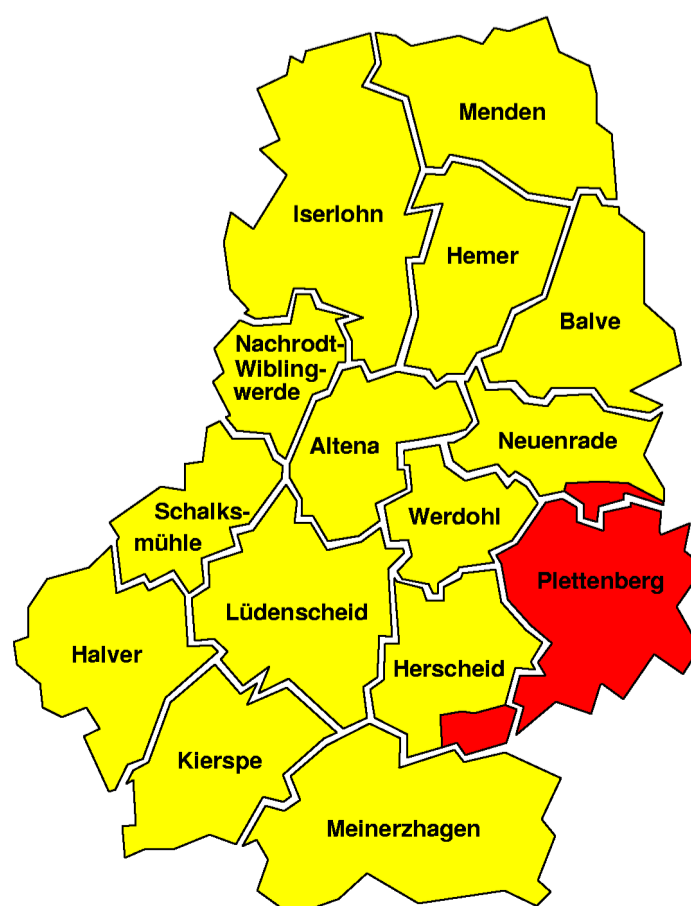 Menden
Iserlohn
Hemer
Balve
Nachrodt-
Wibling-
werde
Altena
Neuenrade
Schalks-
mühle
Werdohl
Plettenberg
Lüdenscheid
Halver
Herscheid
Kierspe
Meinerzhagen